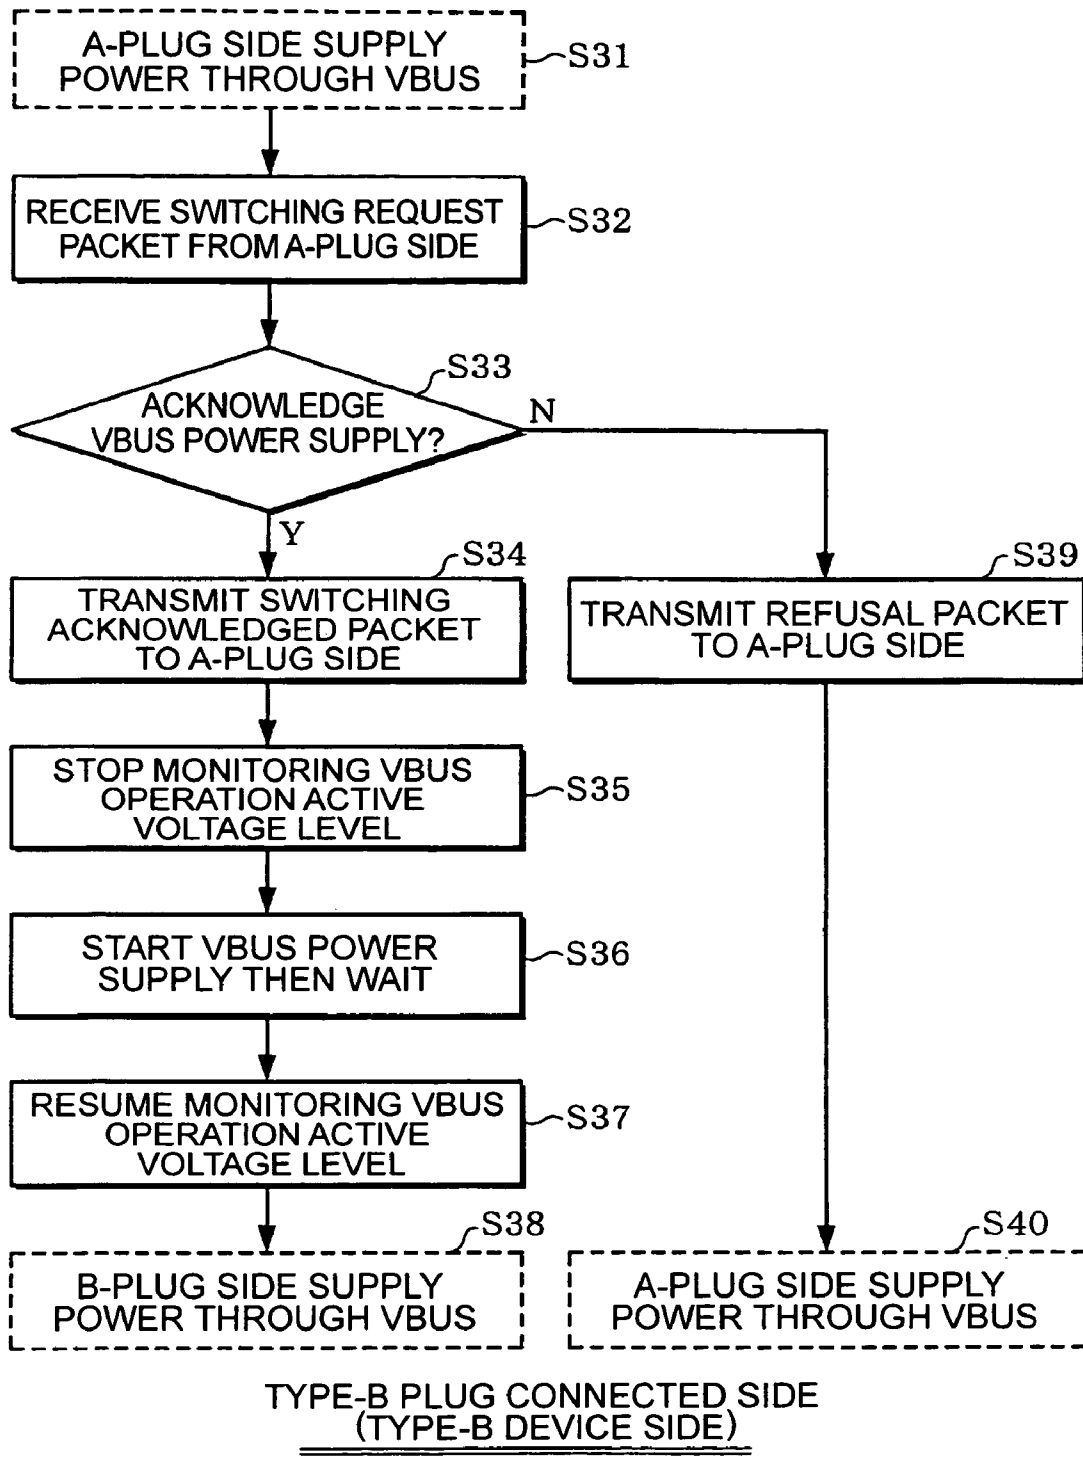 A-PLUG SIDE SUPPLY
POWER THROUGH VBUS
S31
RECEIVE SWITCHING REQUEST
PACKET FROM A-PLUG SIDE
S32
S33
ACKNOWLEDGE
VBUS POWER SUPPLY?
N
Y
S34
TRANSMIT SWITCHING
ACKNOWLEDGED PACKET
TO A-PLUG SIDE
S39
TRANSMIT REFUSAL PACKET
TO A-PLUG SIDE
STOP MONITORING VBUS
OPERATION ACTIVE
VOLTAGE LEVEL
S35
START VBUS POWER
SUPPLY THEN WAIT
S36
RESUME MONITORING VBUS
OPERATION ACTIVE
VOLTAGE LEVEL
S37
S38
B-PLUG SIDE SUPPLY
POWER THROUGH VBUS
S40
A-PLUG SIDE SUPPLY
POWER THROUGH VBUS
TYPE-B PLUG CONNECTED SIDE
(TYPE-B DEVICE SIDE)